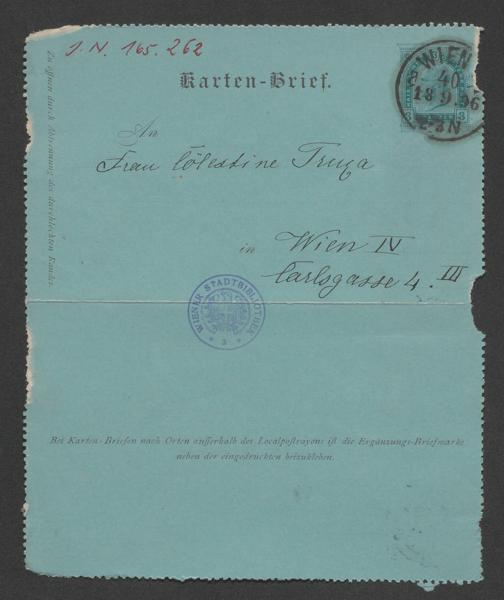 J. N. 165.262
Karten-Brief.
WIEN
40
18 9 96
3
An
Frau Cölestine Truxa
in Wien IV
Carlsgasse 4. III
Zu öffnen durch Abtrennung des durchlochten Randes.
WIENER STADTBIBLIOTHEK
Bei Karten-Briefen nach Orten ausserhalb des Localpostrayons ist die Ergänzungs-Briefmarke
neben der eingedruckten beizukleben.